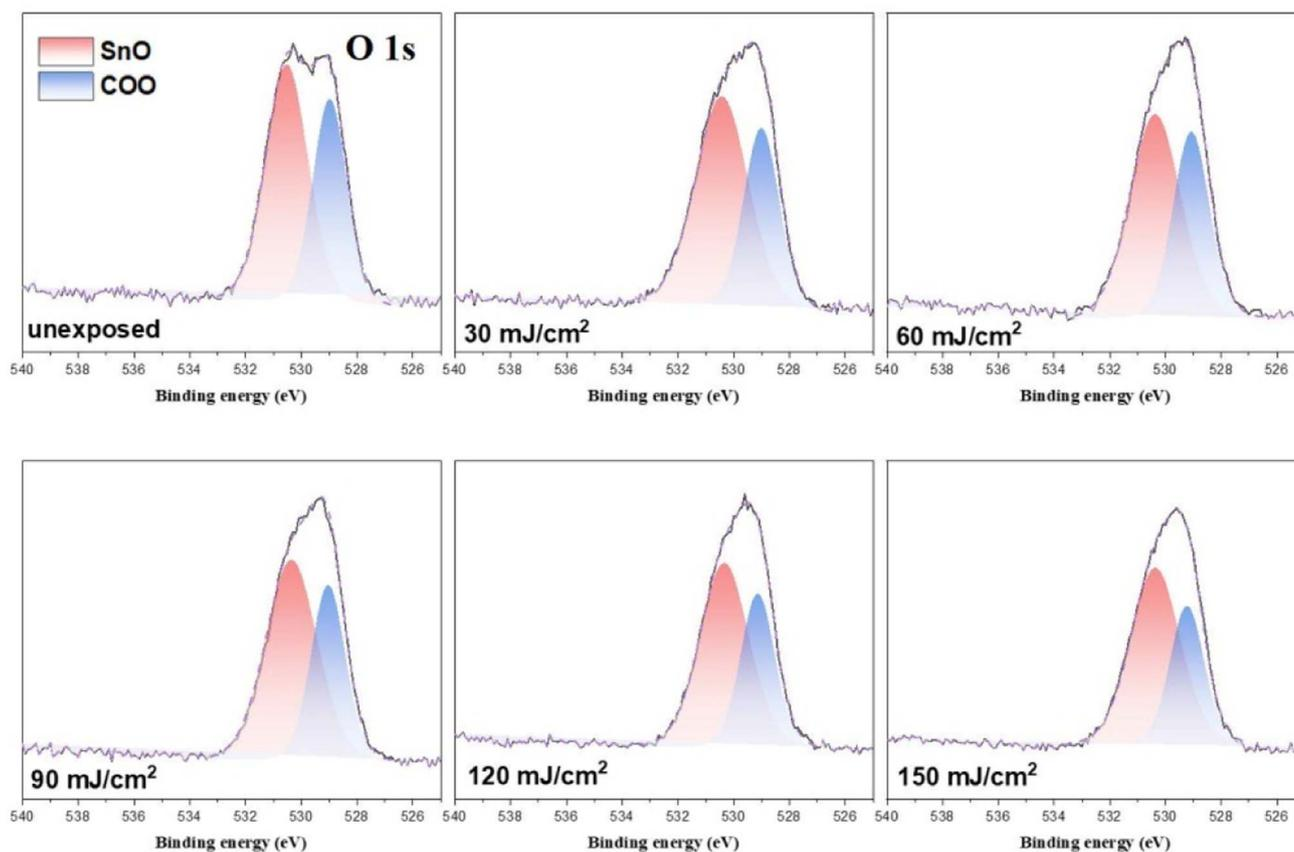 SnO
COO
O 1s
unexposed
540 538 536 534 532 530 528 526
Binding energy (eV)
30 mJ/cm²
540 538 536 534 532 530 528 526
Binding energy (eV)
60 mJ/cm²
540 538 536 534 532 530 528 526
Binding energy (eV)
90 mJ/cm²
540 538 536 534 532 530 528 526
Binding energy (eV)
120 mJ/cm²
540 538 536 534 532 530 528 526
Binding energy (eV)
150 mJ/cm²
540 538 536 534 532 530 528 526
Binding energy (eV)